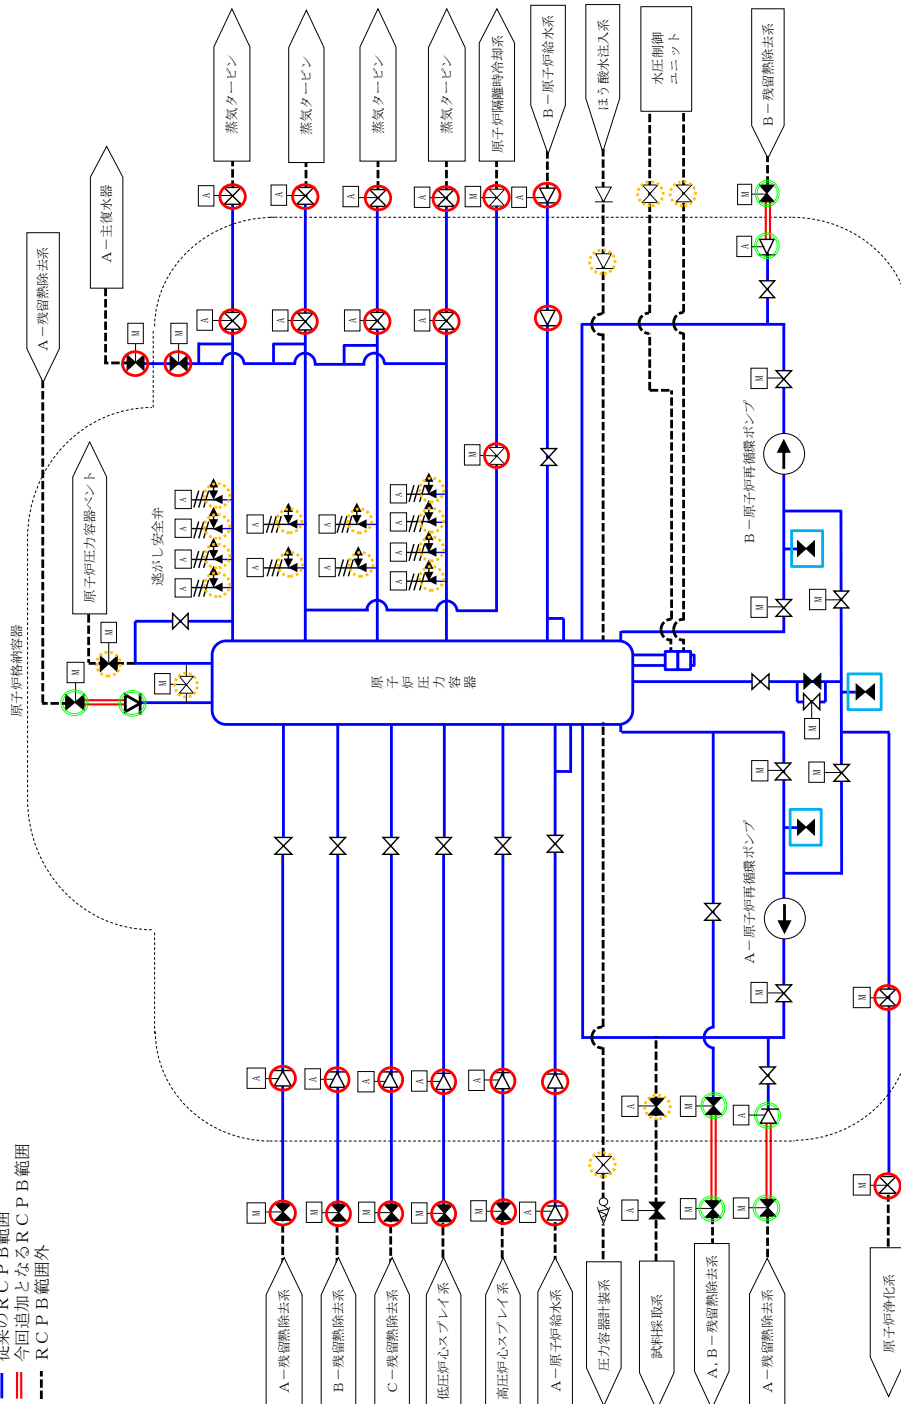 蒸気タービン
蒸気タービン
蒸気タービン
蒸気タービン
原子炉隔離時冷却系
B－原子炉給水系
ほう酸水注入系
水圧制御
ユニット
B－残留熱除去系
A－主復水器
A－残留熱除去系
原子炉圧力容器ベント
逃がし安全弁
原子炉格納容器
原子炉圧力容器
B－原子炉再循環ポンプ
A－原子炉再循環ポンプ
A－残留熱除去系
B－残留熱除去系
C－残留熱除去系
低圧炉心スプレイ系
高圧炉心スプレイ系
A－原子炉給水系
圧力容器計装系
試料採取系
A, B－残留熱除去系
A－残留熱除去系
原子炉浄化系
従来のRCPB範囲
今回追加となるRCPB範囲
RCPB範囲外
A
A
A
A
M
A
M
A
A
A
A
A
M
M
M
A
A
A
A
A
A
A
A
A
A
A
A
M
M
M
M
M
M
M
M
M
M
A
A
A
A
A
M
M
M
M
M
A
A
A
M
M
A
M
M
M